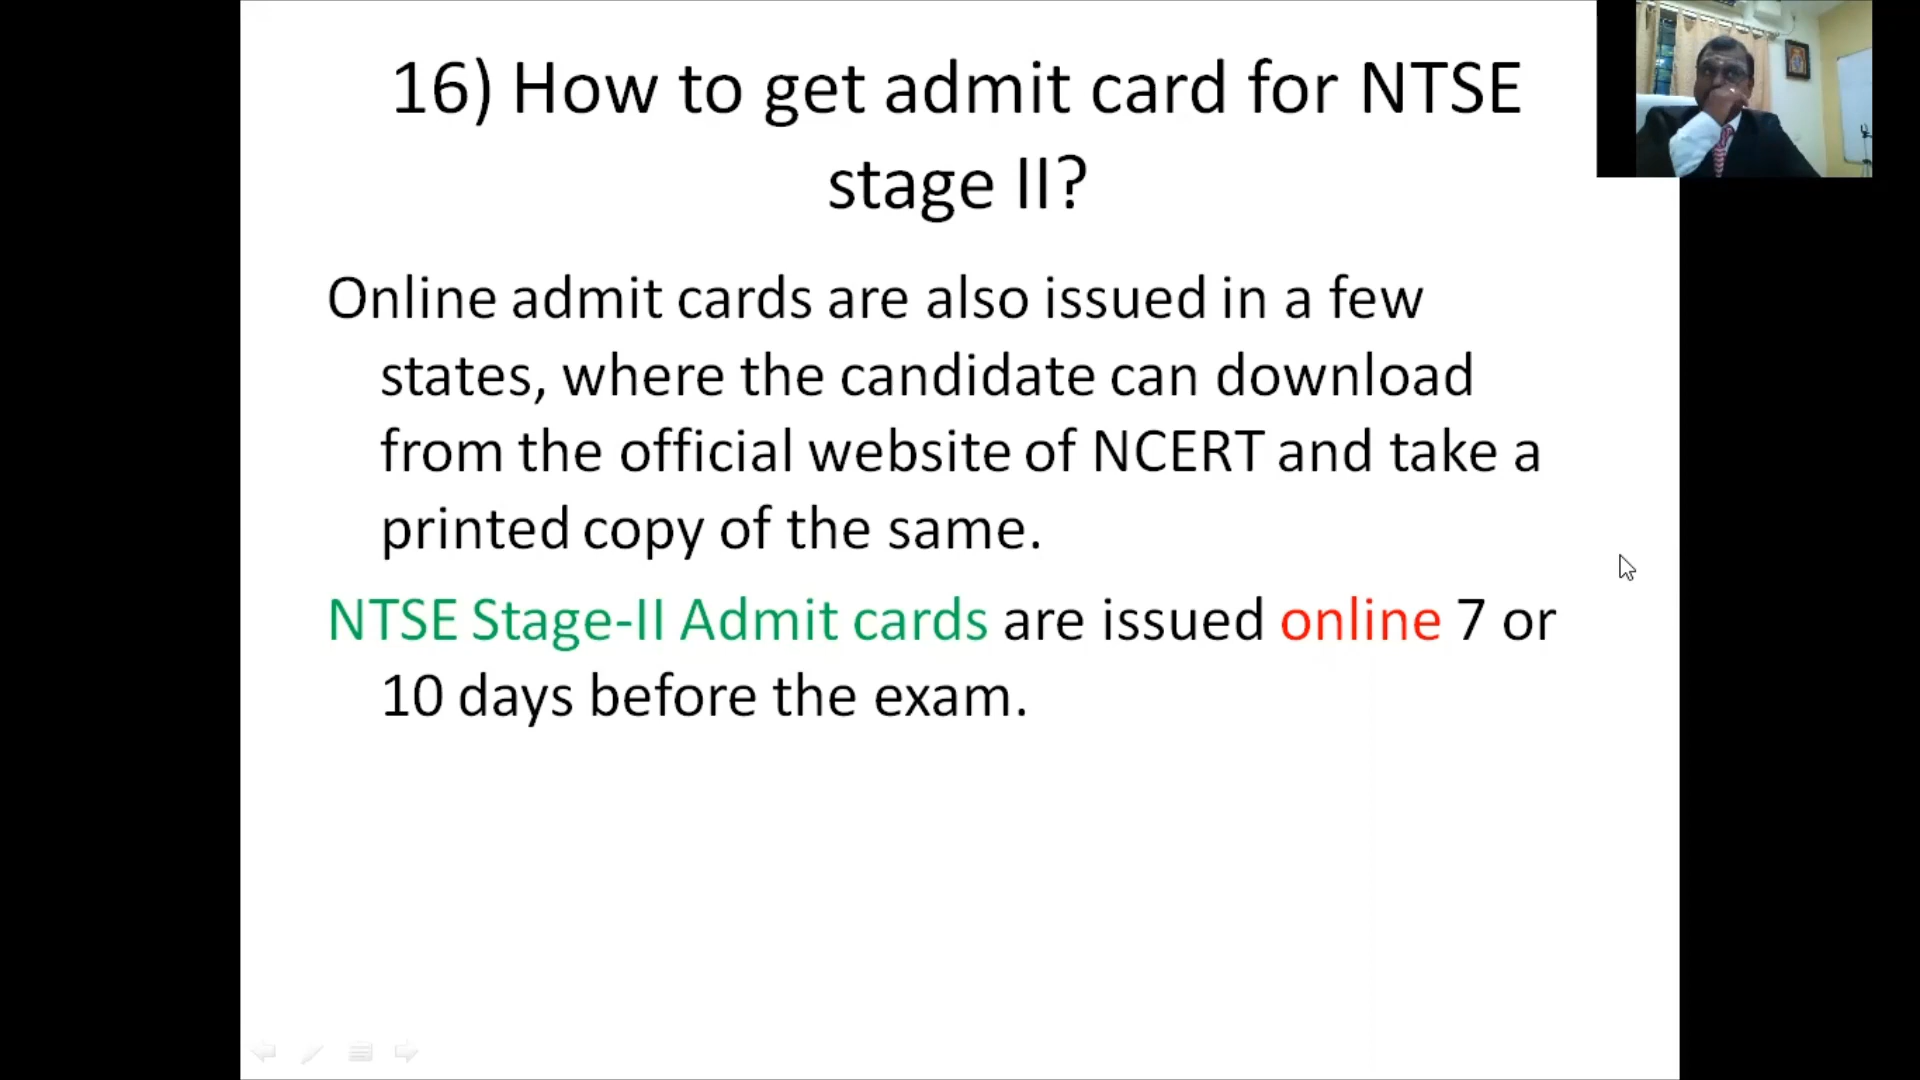 16) How to get admit card for NTSE
stage II?
Online admit cards are also issued in a few
states, where the candidate can download
from the official website of NCERT and take a
printed copy of the same.
NTSE Stage-II Admit cards are issued online 7 or
10 days before the exam.